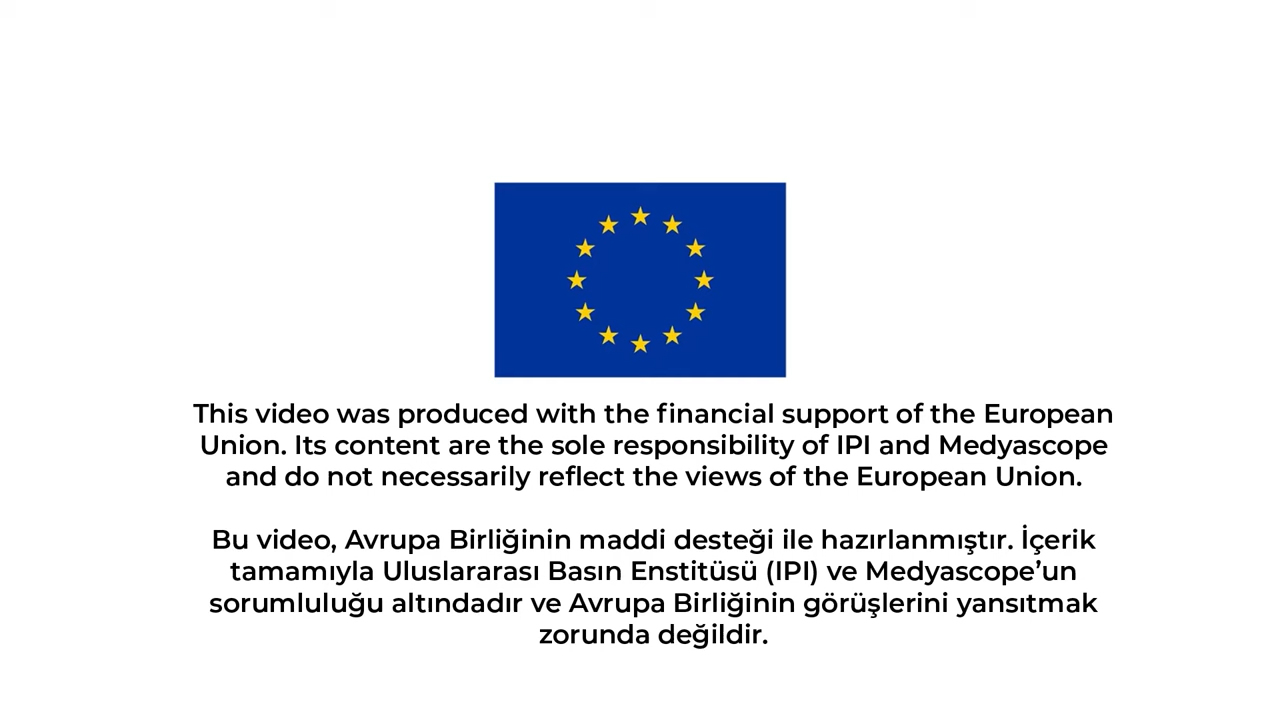 This video was produced with the financial support of the European
Union. Its content are the sole responsibility of IPI and Medyascope
and do not necessarily reflect the views of the European Union.
Bu video, Avrupa Birliğinin maddi desteği ile hazırlanmıştır. İçerik
tamamıyla Uluslararası Basın Enstitüsü (IPI) ve Medyascope’un
sorumluluğu altındadır ve Avrupa Birliğinin görüşlerini yansıtmak
zorunda değildir.